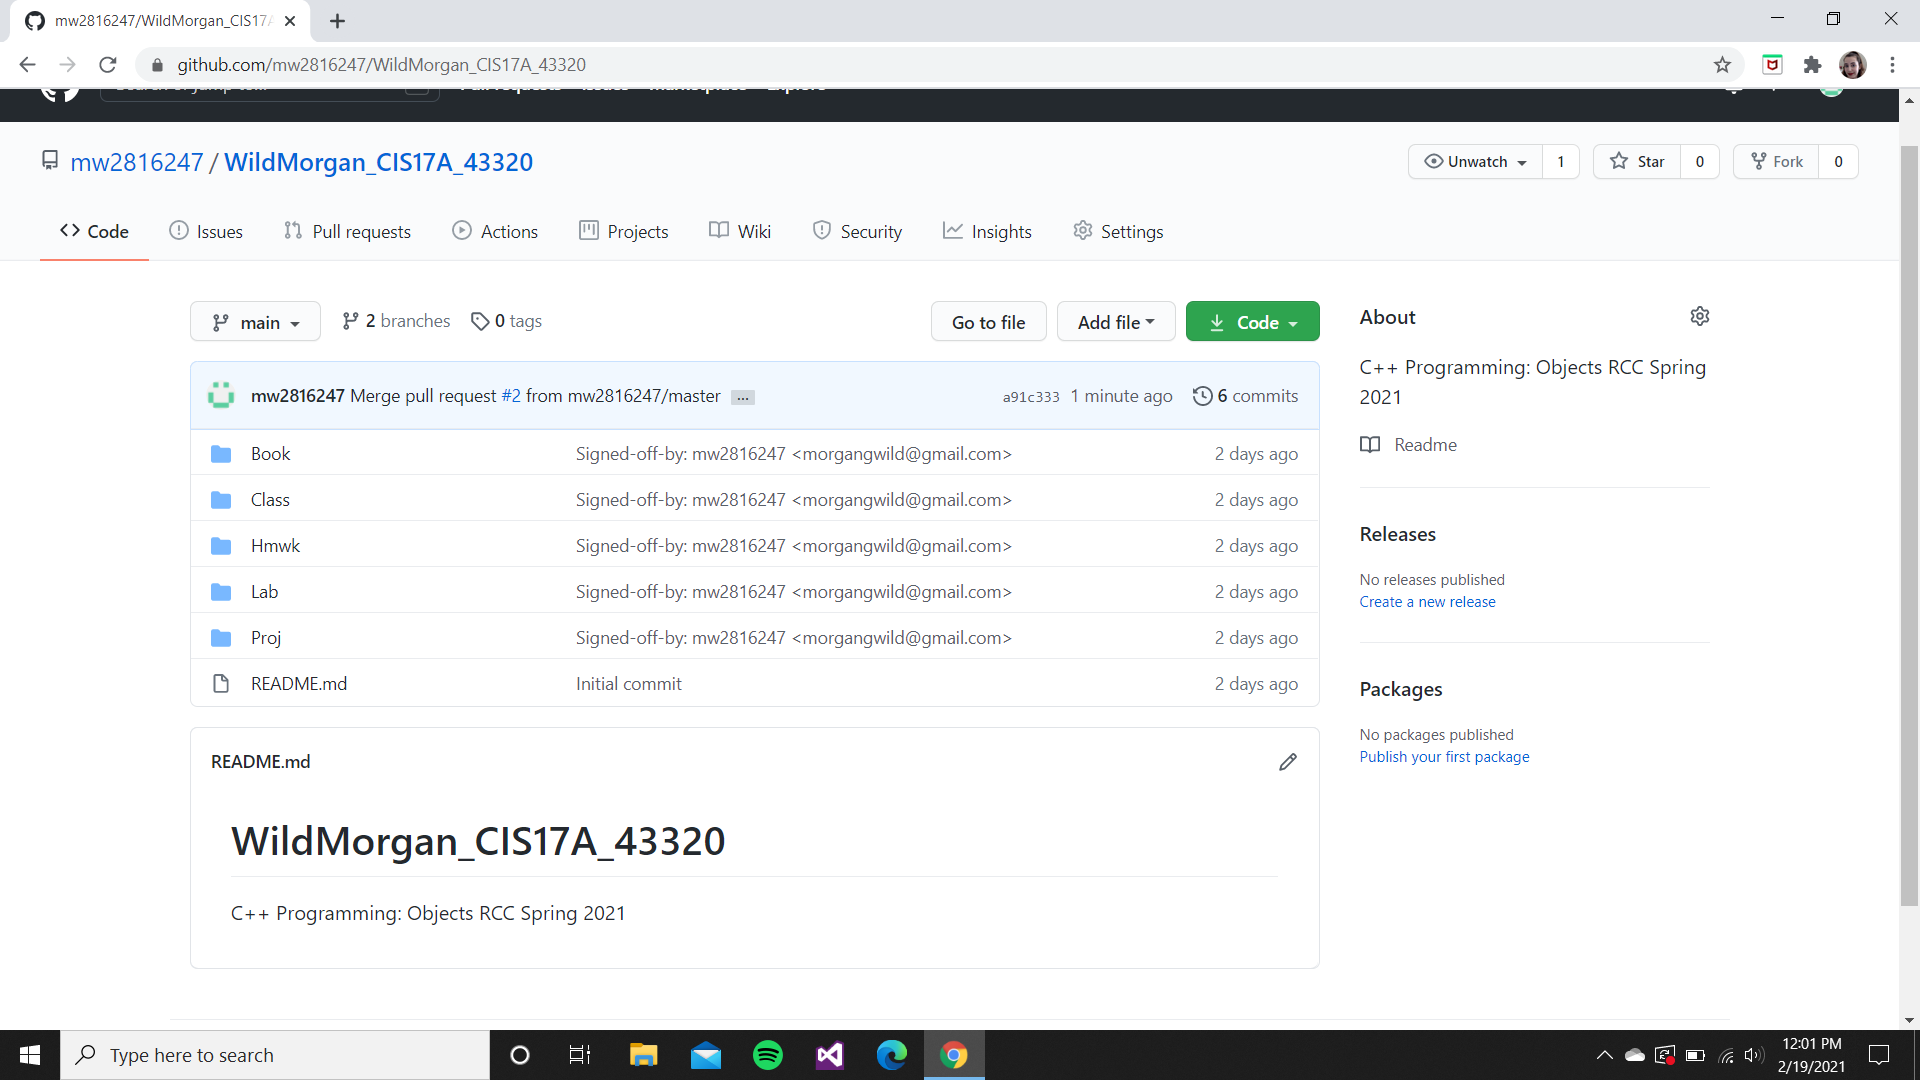 mw2816247/WildMorgan_CIS17A
github.com/mw2816247/WildMorgan_CIS17A_43320
Pull requests Issues Marketplace Explore
mw2816247 / WildMorgan_CIS17A_43320
Unwatch 1
Star 0
Fork 0
Code Issues Pull requests Actions Projects Wiki Security Insights Settings
main 2 branches 0 tags
Go to file Add file Code
mw2816247 Merge pull request #2 from mw2816247/master ... a91c333 1 minute ago 6 commits
Book Signed-off-by: mw2816247 <morgangwild@gmail.com> 2 days ago
Class Signed-off-by: mw2816247 <morgangwild@gmail.com> 2 days ago
Hmwk Signed-off-by: mw2816247 <morgangwild@gmail.com> 2 days ago
Lab Signed-off-by: mw2816247 <morgangwild@gmail.com> 2 days ago
Proj Signed-off-by: mw2816247 <morgangwild@gmail.com> 2 days ago
README.md Initial commit 2 days ago
README.md
WildMorgan_CIS17A_43320
C++ Programming: Objects RCC Spring 2021
About
C++ Programming: Objects RCC Spring
2021
Readme
Releases
No releases published
Create a new release
Packages
No packages published
Publish your first package
Type here to search
12:01 PM
2/19/2021